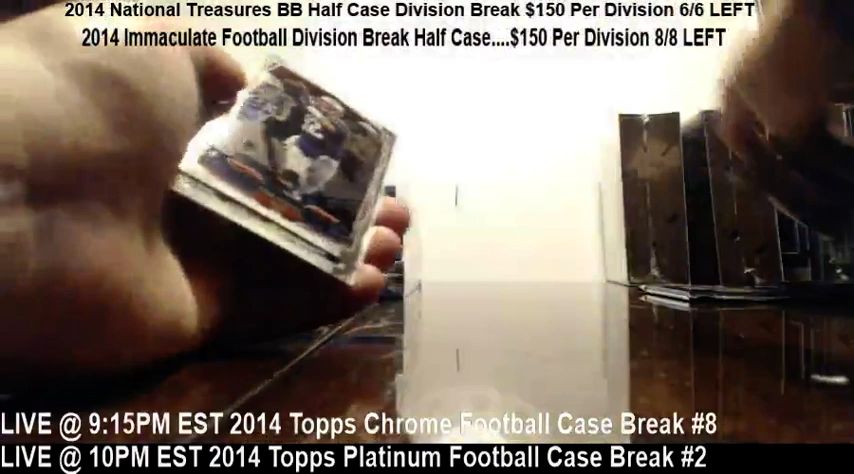 2014 National Treasures BB Half Case Division Break $150 Per Division 6/6 LEFT
2014 Immaculate Football Division Break Half Case....$150 Per Division 8/8 LEFT
LIVE @ 9:15PM EST 2014 Topps Chrome Football Case Break #8
LIVE @ 10PM EST 2014 Topps Platinum Football Case Break #2